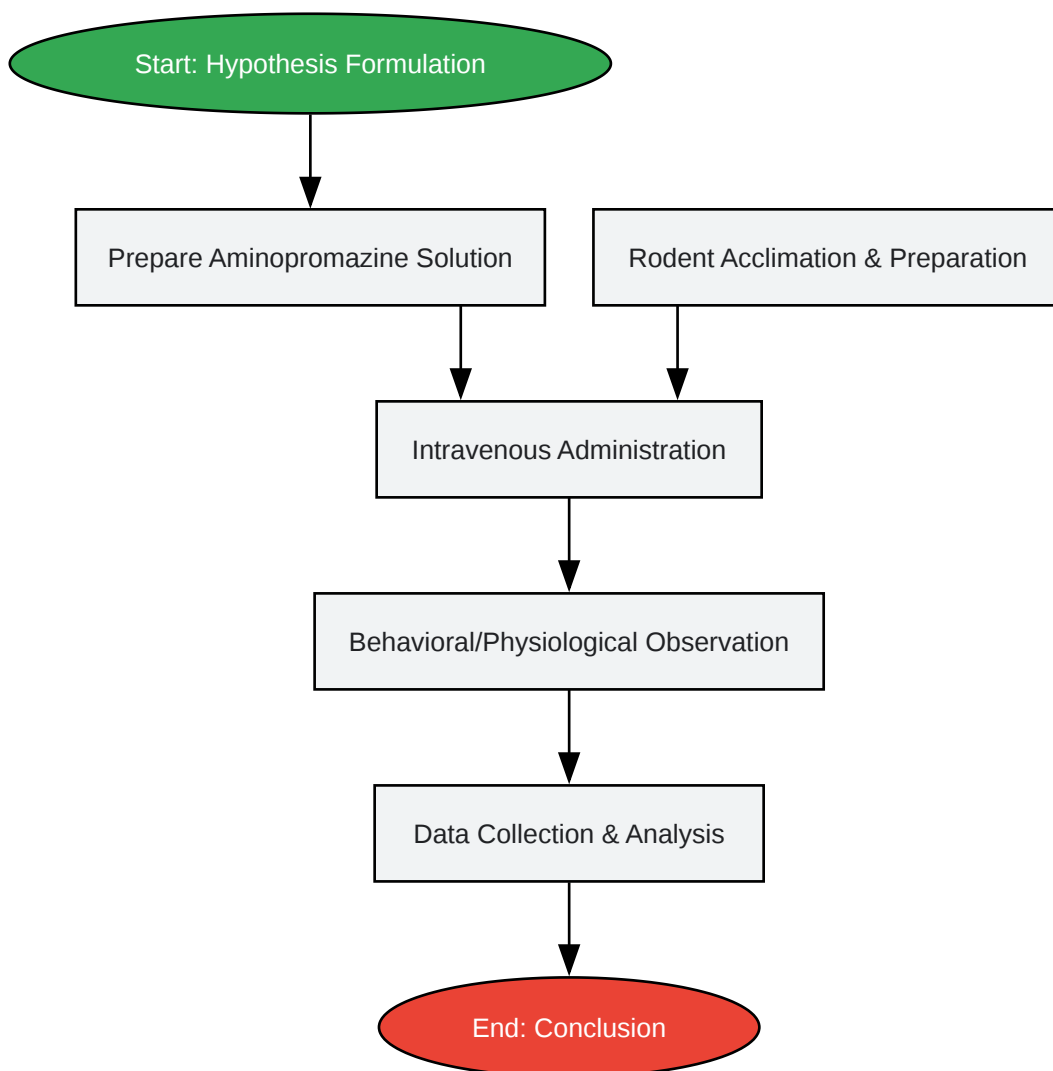 Start: Hypothesis Formulation
Prepare Aminopromazine Solution
Rodent Acclimation & Preparation
Intravenous Administration
Behavioral/Physiological Observation
Data Collection & Analysis
End: Conclusion